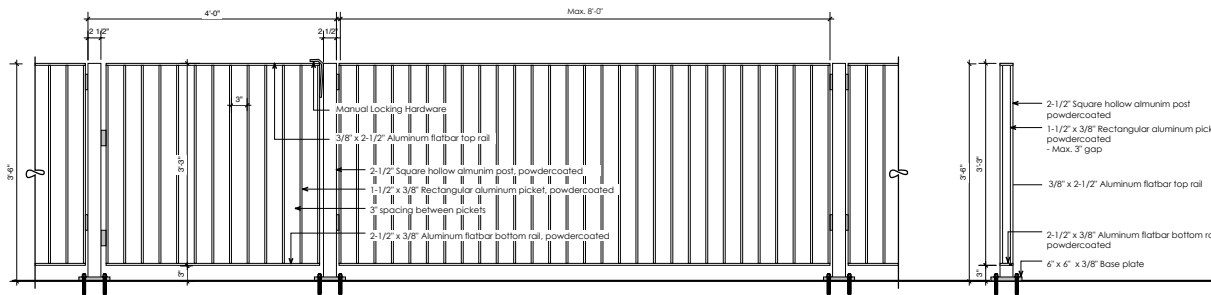 4'-0"
Max. 8'-0"
2 1/2"
2 1/2"
3"
Manual Locking Hardware
3/8" x 2-1/2" Aluminum flatbar top rail
3'-6"
3'-3"
2-1/2" Square hollow almunim post, powdercoated
1-1/2" x 3/8" Rectangular aluminum picket, powdercoated
3" spacing between pickets
2-1/2" x 3/8" Aluminum flatbar bottom rail, powdercoated
3"
2-1/2" Square hollow almunim post
powdercoated
1-1/2" x 3/8" Rectangular aluminum pick
powdercoated
- Max. 3" gap
3'-6"
3'-3"
3/8" x 2-1/2" Aluminum flatbar top rail
2-1/2" x 3/8" Aluminum flatbar bottom ra
powdercoated
6" x 6" x 3/8" Base plate
3"